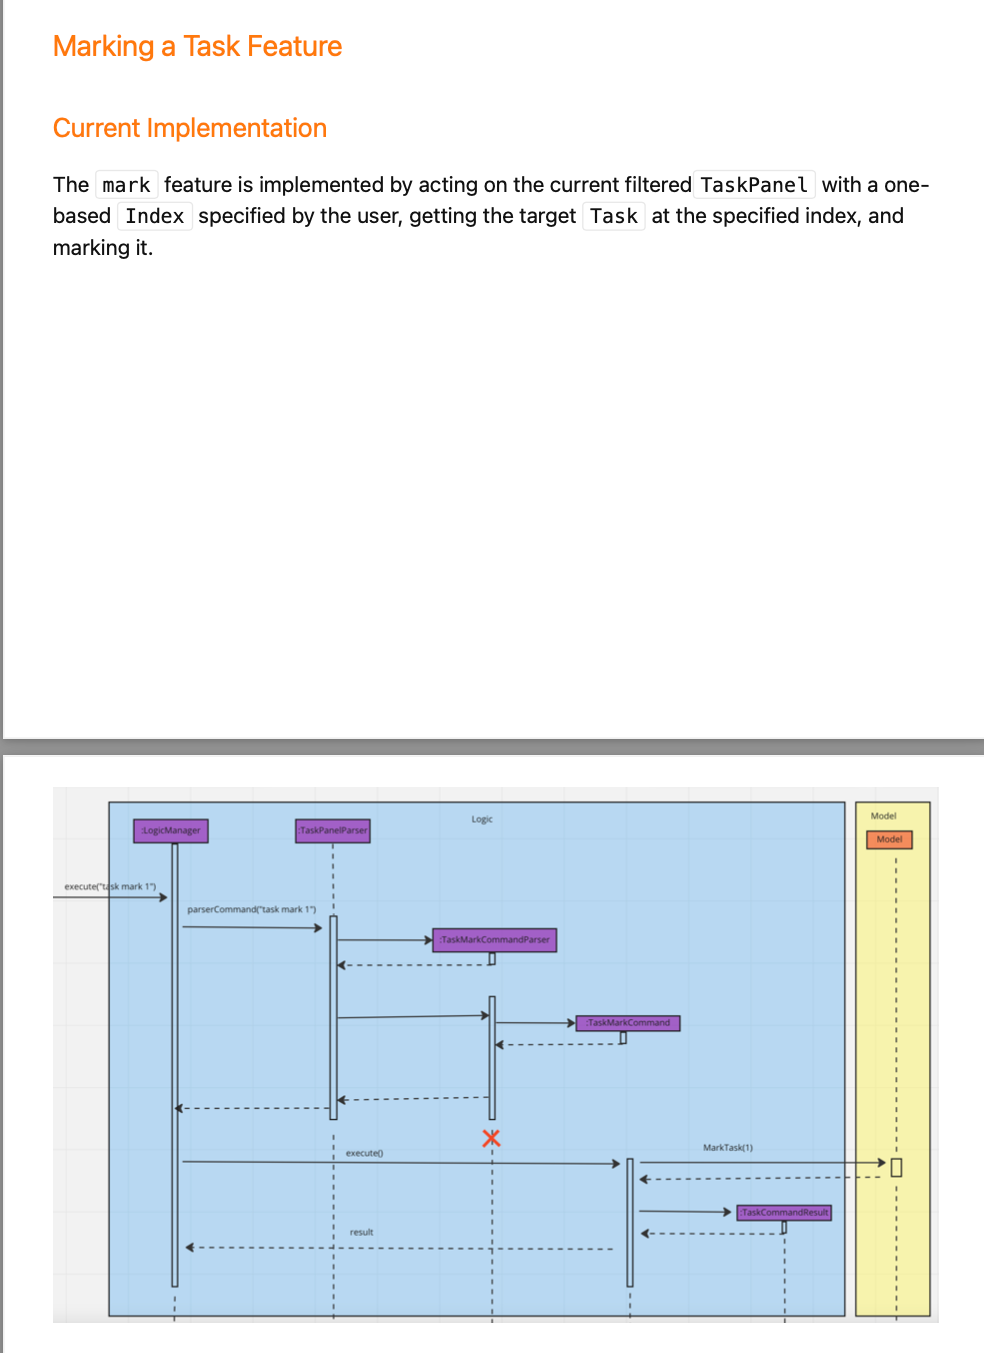 Marking a Task Feature
Current Implementation
The mark feature is implemented by acting on the current filtered TaskPanel with a one-
based Index specified by the user, getting the target Task at the specified index, and
marking it.
Logic
Model
:LogicManager
:TaskPanelParser
Model
execute("task mark 1")
parserCommand("task mark 1")
:TaskMarkCommandParser
:TaskMarkCommand
execute()
MarkTask(1)
:TaskCommandResult
result